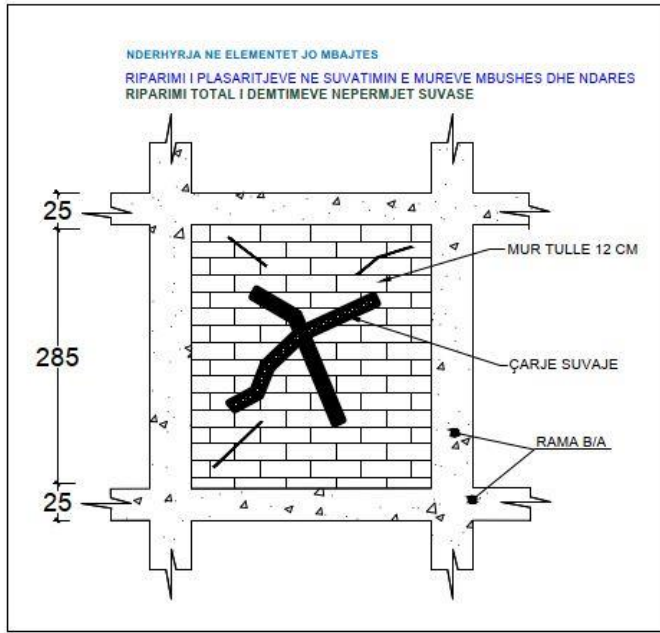 NDERHYRJA NE ELEMENTET JO MBAJTES
RIPARIMI I PLASARITJEVE NE SUVATIMIN E MUREVE MBUSHES DHE NDARES
RIPARIMI TOTAL I DEMTIMEVE NEPERMJET SUVASE
25
MUR TULLE 12 CM
285
ÇARJE SUVAJE
RAMA B/A
25